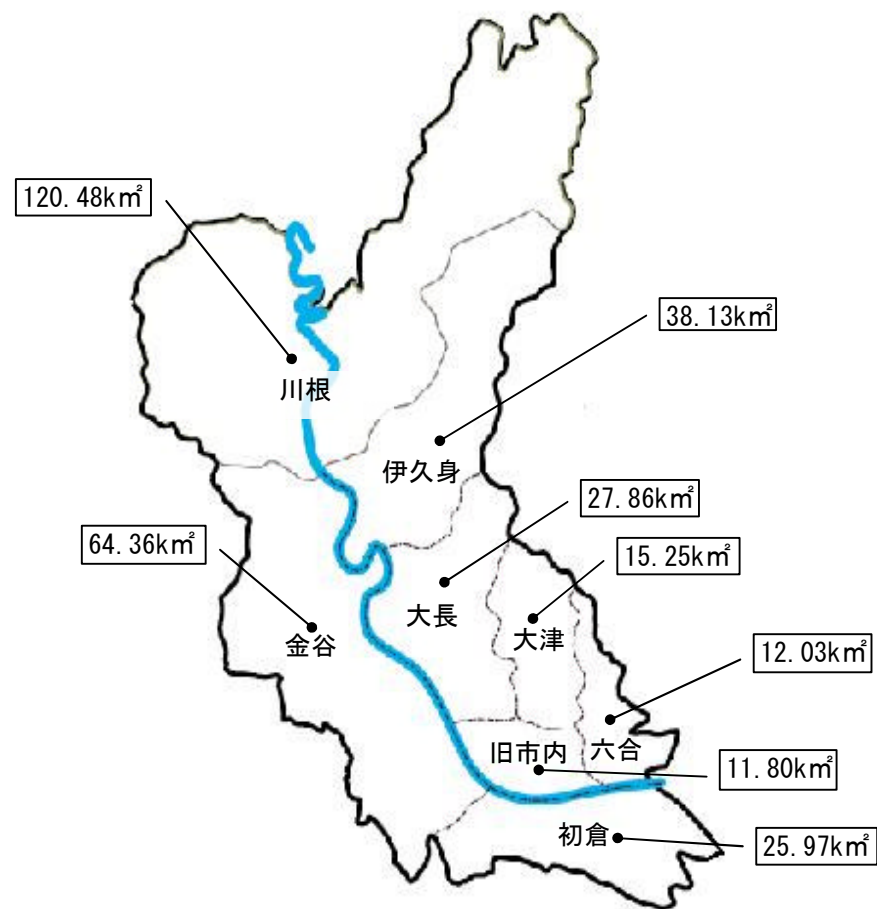 120.48k㎡
38.13k㎡
川根
伊久身
27.86k㎡
64.36k㎡
15.25k㎡
大長
金谷
大津
12.03k㎡
旧市内
六合
11.80k㎡
初倉
25.97k㎡